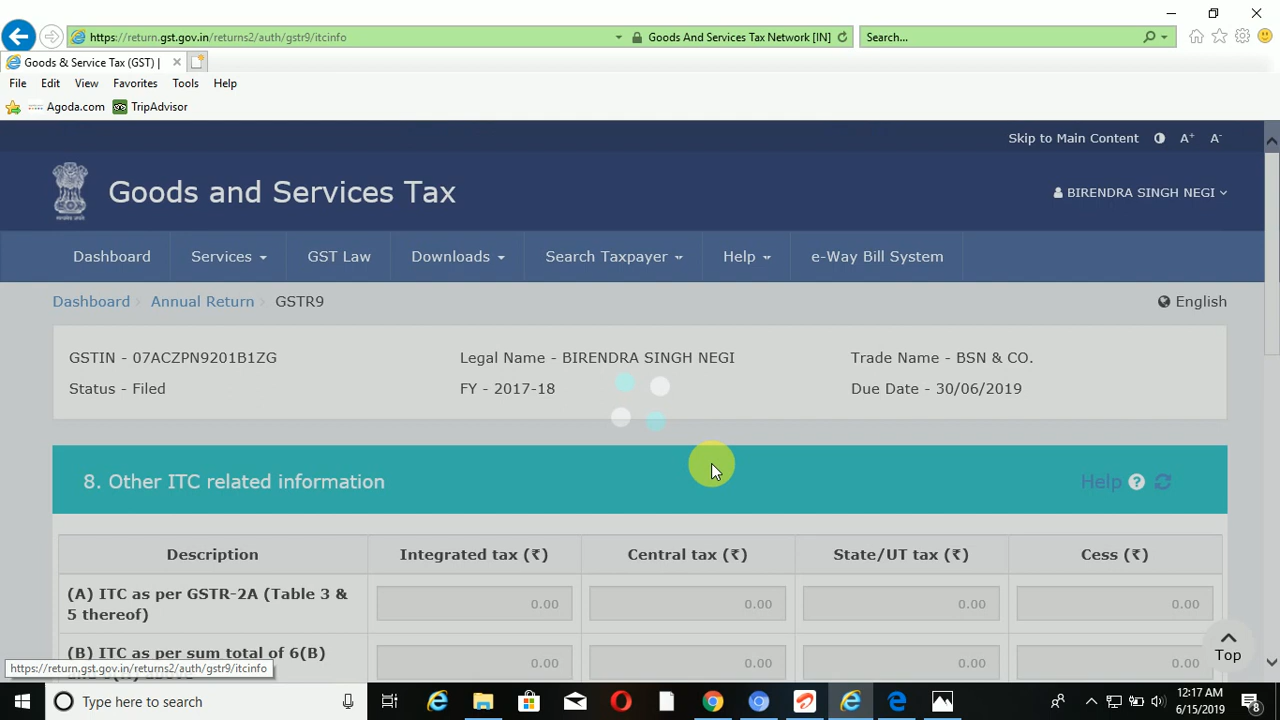 https://return.gst.gov.in/returns2/auth/gstr9/itcinfo
Goods And Services Tax Network [IN]
Search...
Goods & Service Tax (GST) |
File Edit View Favorites Tools Help
Agoda.com TripAdvisor
Skip to Main Content A+ A-
Goods and Services Tax
BIRENDRA SINGH NEGI
Dashboard Services GST Law Downloads Search Taxpayer Help e-Way Bill System
Dashboard > Annual Return > GSTR9
English
GSTIN - 07ACZPN9201B1ZG Legal Name - BIRENDRA SINGH NEGI Trade Name - BSN & CO.
Status - Filed FY - 2017-18 Due Date - 30/06/2019
8. Other ITC related information
Help ?
Description Integrated tax (₹) Central tax (₹) State/UT tax (₹) Cess (₹)
(A) ITC as per GSTR-2A (Table 3 &
5 thereof)
0.00 0.00 0.00 0.00
(B) ITC as per sum total of 6(B)
0.00 0.00 0.00 0.00
Top
https://return.gst.gov.in/returns2/auth/gstr9/itcinfo
Type here to search
12:17 AM
6/15/2019
8